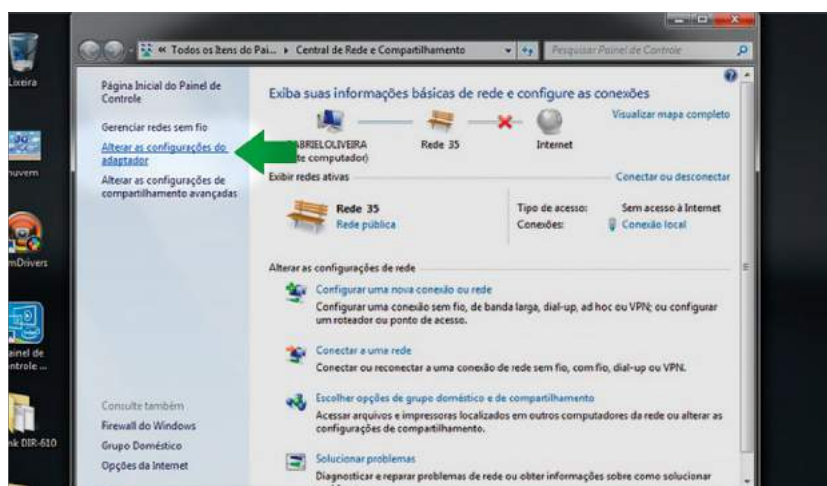 Lixeira
nuvem
mDrivers
ainel de
ntrole ...
nk DIR-610
« Todos os Itens do Pai... Central de Rede e Compartilhamento
Pesquisar Painel de Controle
Página Inicial do Painel de
Controle
Gerenciar redes sem fio
Alterar as configurações do
adaptador
Alterar as configurações de
compartilhamento avançadas
Consulte também
Firewall do Windows
Grupo Doméstico
Opções da Internet
Exiba suas informações básicas de rede e configure as conexões
Visualizar mapa completo
ABRIELOLIVEIRA Rede 35 Internet
te computador)
Exibir redes ativas Conectar ou desconectar
Rede 35 Tipo de acesso: Sem acesso à Internet
Rede pública Conexões: Conexão local
Alterar as configurações de rede
Configurar uma nova conexão ou rede
Configurar uma conexão sem fio, de banda larga, dial-up, ad hoc ou VPN; ou configurar
um roteador ou ponto de acesso.
Conectar a uma rede
Conectar ou reconectar a uma conexão de rede sem fio, com fio, dial-up ou VPN.
Escolher opções de grupo doméstico e de compartilhamento
Acessar arquivos e impressoras localizados em outros computadores da rede ou alterar as
configurações de compartilhamento.
Solucionar problemas
Diagnosticar e reparar problemas de rede ou obter informações sobre como solucionar